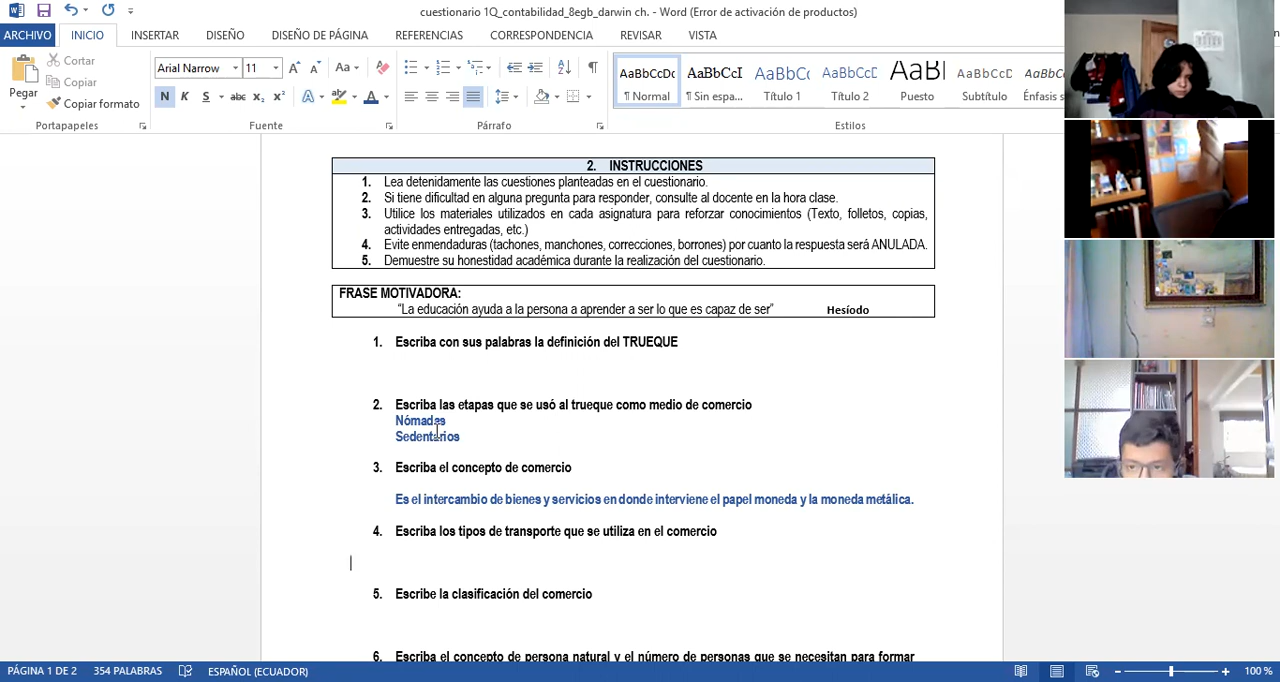 cuestionario 1Q_contabilidad_8egb_darwin ch. - Word (Error de activación de productos)
ARCHIVO INICIO INSERTAR DISEÑO DISEÑO DE PÁGINA REFERENCIAS CORRESPONDENCIA REVISAR VISTA
Pegar
Cortar
Copiar
Copiar formato
Portapapeles
Arial Narrow 11
Fuente
Párrafo
AaBbCcDc AaBbCcI AaBbCc AaBbCcD AaBl AaBbCcD AaBbCc
¶ Normal ¶ Sin espa... Título 1 Título 2 Puesto Subtítulo Énfasis s
Estilos
2. INSTRUCCIONES
1. Lea detenidamente las cuestiones planteadas en el cuestionario.
2. Si tiene dificultad en alguna pregunta para responder, consulte al docente en la hora clase.
3. Utilice los materiales utilizados en cada asignatura para reforzar conocimientos (Texto, folletos, copias,
actividades entregadas, etc.)
4. Evite enmendaduras (tachones, manchones, correcciones, borrones) por cuanto la respuesta será ANULADA.
5. Demuestre su honestidad académica durante la realización del cuestionario.
FRASE MOTIVADORA:
“La educación ayuda a la persona a aprender a ser lo que es capaz de ser” Hesíodo
1. Escriba con sus palabras la definición del TRUEQUE
2. Escriba las etapas que se usó al trueque como medio de comercio
Nómadas
Sedentarios
3. Escriba el concepto de comercio
Es el intercambio de bienes y servicios en donde interviene el papel moneda y la moneda metálica.
4. Escriba los tipos de transporte que se utiliza en el comercio
5. Escribe la clasificación del comercio
6. Escriba el concepto de persona natural y el número de personas que se necesitan para formar
PÁGINA 1 DE 2 354 PALABRAS ESPAÑOL (ECUADOR) 100 %